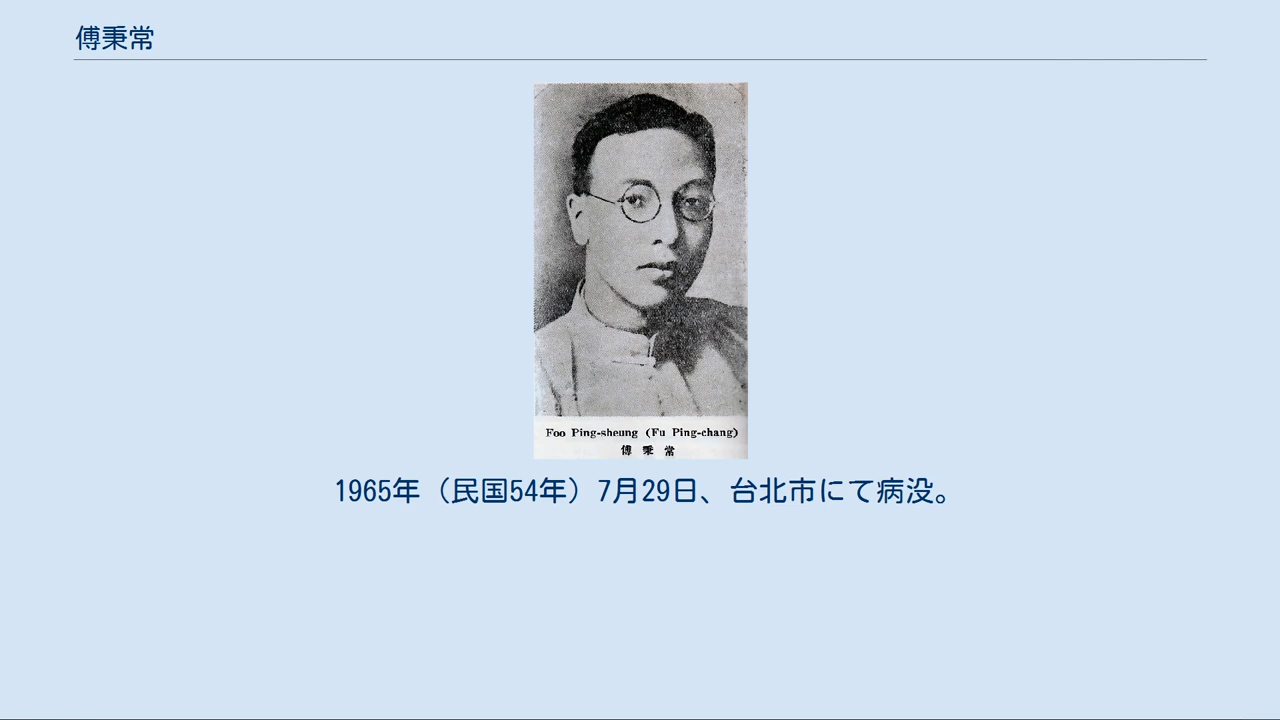 傅秉常
Foo Ping-sheung (Fu Ping-chang)
傅 秉 常
1965年（民国54年）7月29日、台北市にて病没。